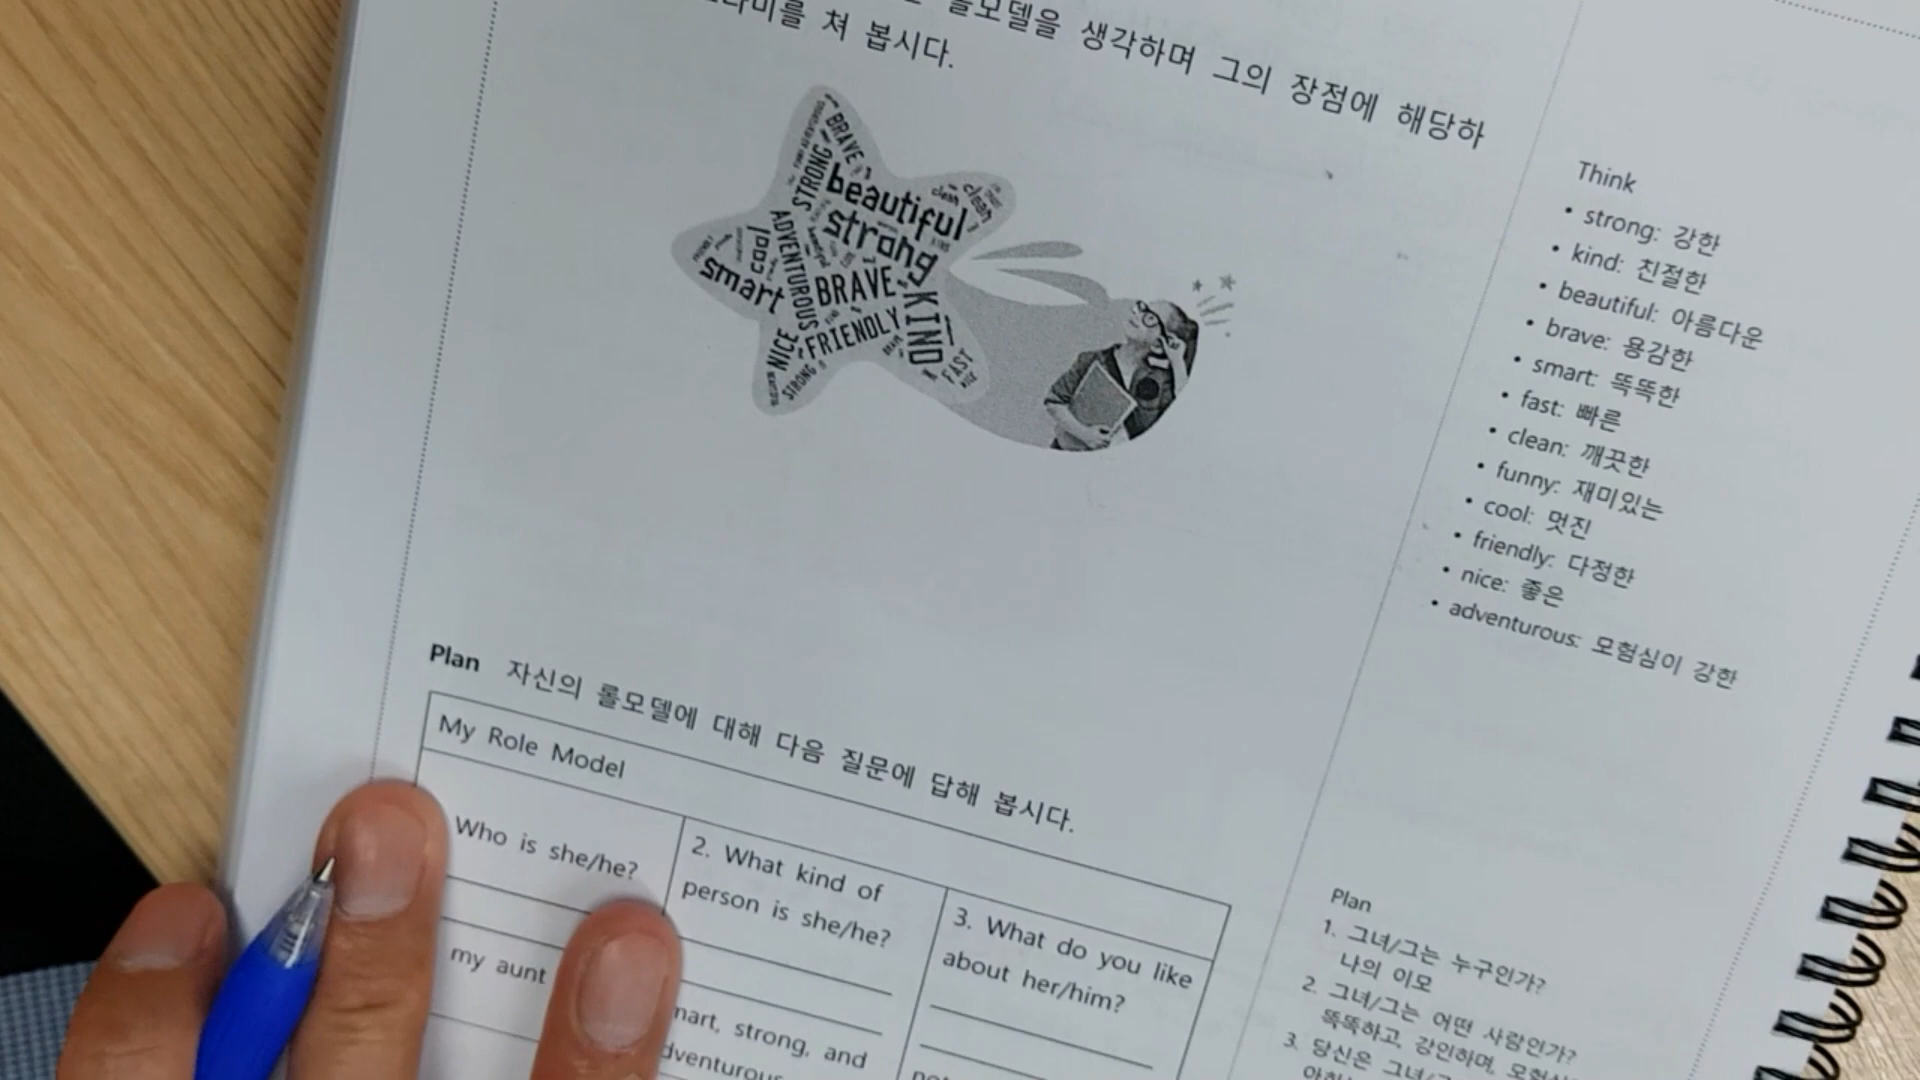 롤모델을 생각하며 그의 장점에 해당하
쳐 봅시다.
BRAVE
STRONG
beautiful
clean
clean
strong
ADVENTUROUS
cool
smart
BRAVE
KIND
FRIENDLY
NICE
STRONG
FAST
Think
• strong: 강한
• kind: 친절한
• beautiful: 아름다운
• brave: 용감한
• smart: 똑똑한
• fast: 빠른
• clean: 깨끗한
• funny: 재미있는
• cool: 멋진
• friendly: 다정한
• nice: 좋은
• adventurous: 모험심이 강한
Plan 자신의 롤모델에 대해 다음 질문에 답해 봅시다.
My Role Model
Who is she/he?
my aunt
2. What kind of
person is she/he?
strong, and
3. What do you like
about her/him?
Plan
1. 그녀/그는 누구인가?
나의 이모
2. 그녀/그는 어떤 사람인가?
똑똑하고, 강인하며,
3. 당신은